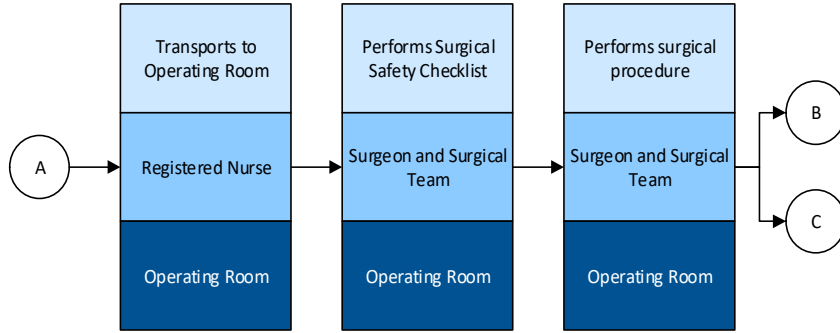 A
Transports to
Operating Room
Registered Nurse
Operating Room
Performs Surgical
Safety Checklist
Surgeon and Surgical
Team
Operating Room
Performs surgical
procedure
Surgeon and Surgical
Team
Operating Room
B
C